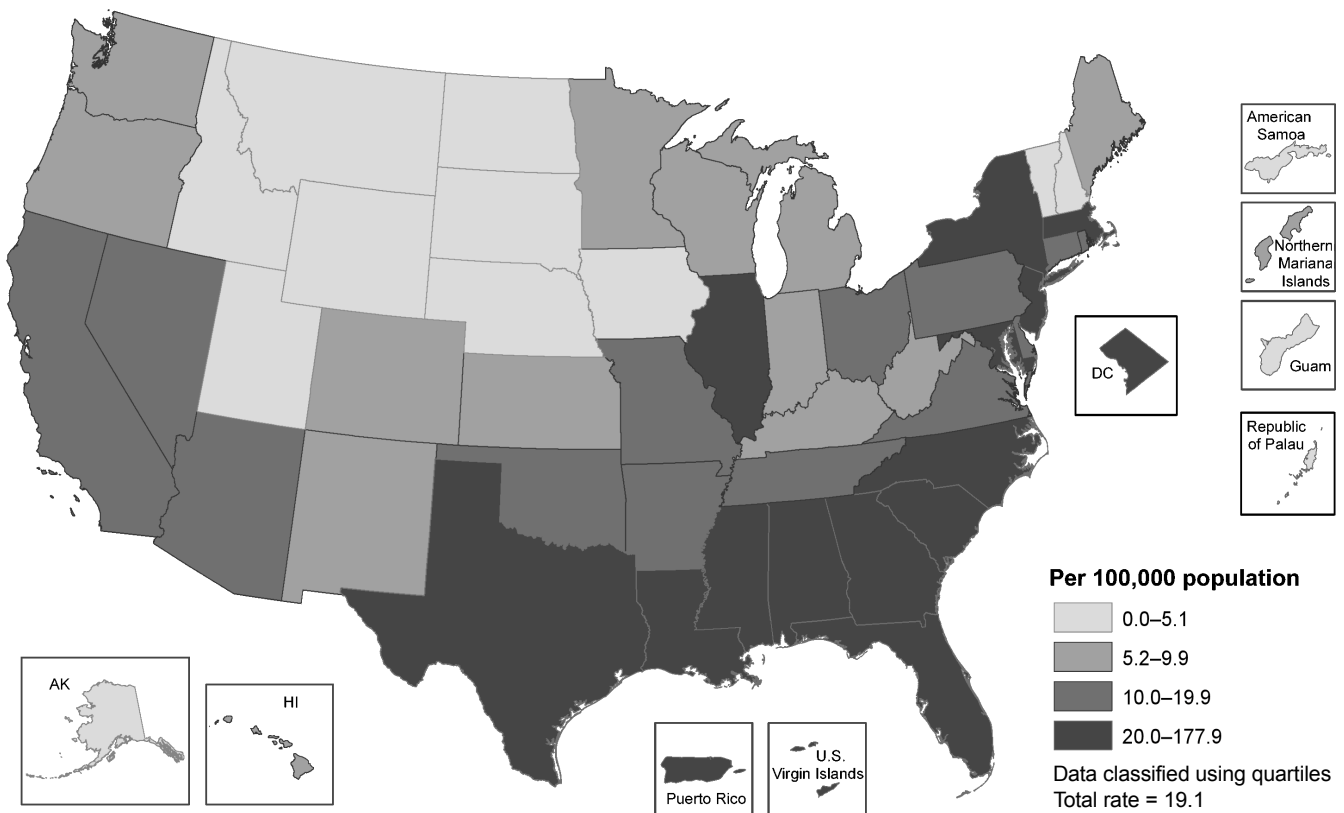 American
Samoa
Northern
Mariana
Islands
Guam
DC
Republic
of Palau
Per 100,000 population
0.0–5.1
5.2–9.9
10.0–19.9
20.0–177.9
Data classified using quartiles
Total rate = 19.1
AK
HI
Puerto Rico
U.S.
Virgin Islands